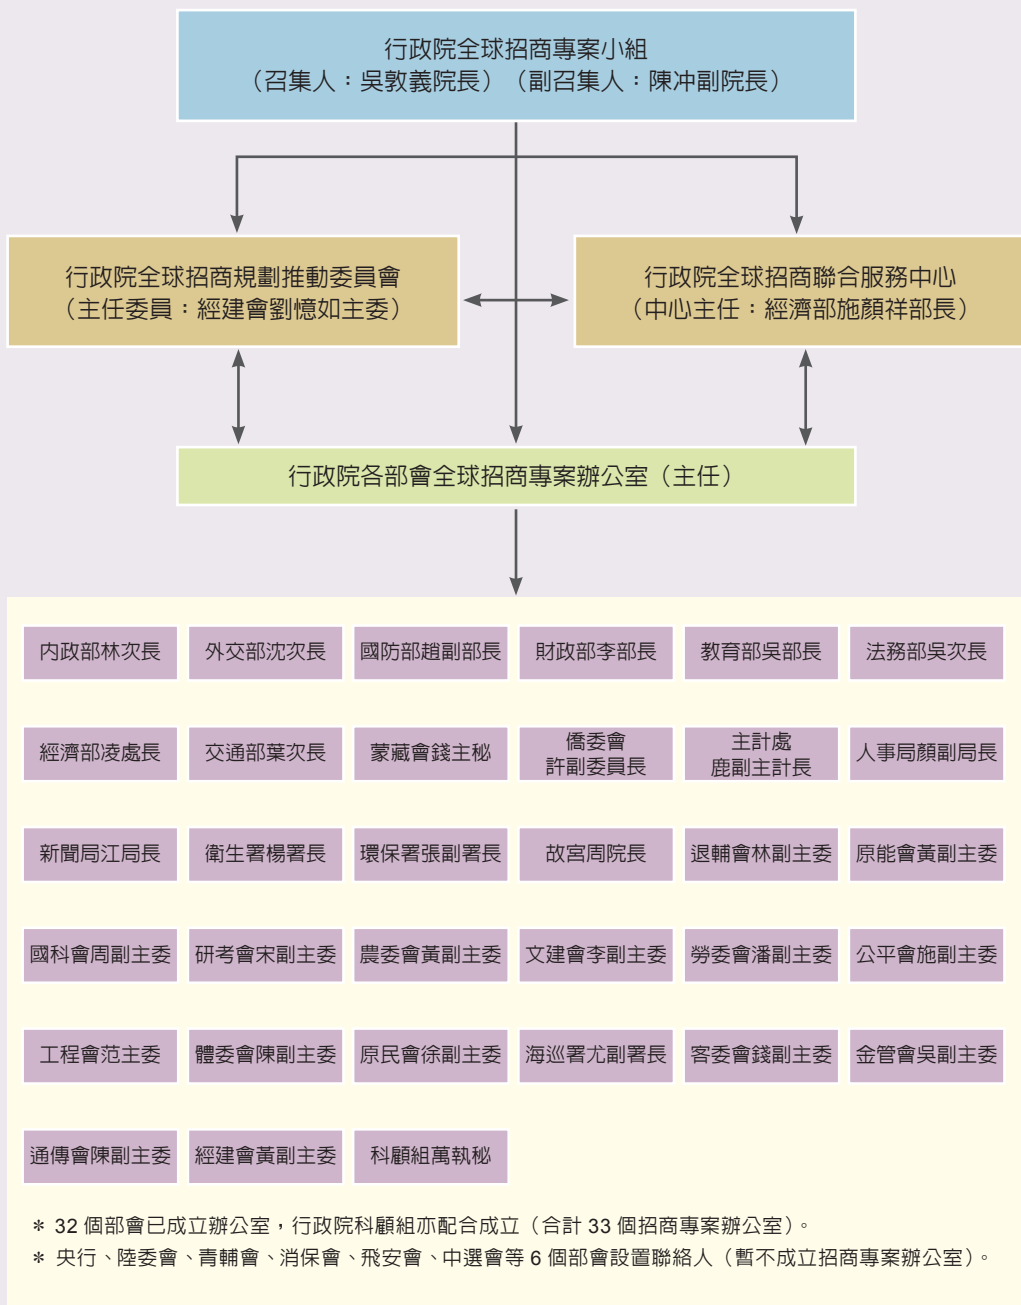 行政院全球招商專案小組
（召集人：吳敦義院長）（副召集人：陳冲副院長）
行政院全球招商規劃推動委員會
（主任委員：經建會劉憶如主委）
行政院全球招商聯合服務中心
（中心主任：經濟部施顏祥部長）
行政院各部會全球招商專案辦公室（主任）
內政部林次長
外交部沈次長
國防部趙副部長
財政部李部長
教育部吳部長
法務部吳次長
經濟部凌處長
交通部葉次長
蒙藏會錢主秘
僑委會
許副委員長
主計處
鹿副主計長
人事局顏副局長
新聞局江局長
衛生署楊署長
環保署張副署長
故宮周院長
退輔會林副主委
原能會黃副主委
國科會周副主委
研考會宋副主委
農委會黃副主委
文建會李副主委
勞委會潘副主委
公平會施副主委
工程會范主委
體委會陳副主委
原民會徐副主委
海巡署尤副署長
客委會錢副主委
金管會吳副主委
通傳會陳副主委
經建會黃副主委
科顧組萬執秘
＊ 32 個部會已成立辦公室，行政院科顧組亦配合成立（合計 33 個招商專案辦公室）。
＊ 央行、陸委會、青輔會、消保會、飛安會、中選會等 6 個部會設置聯絡人（暫不成立招商專案辦公室）。